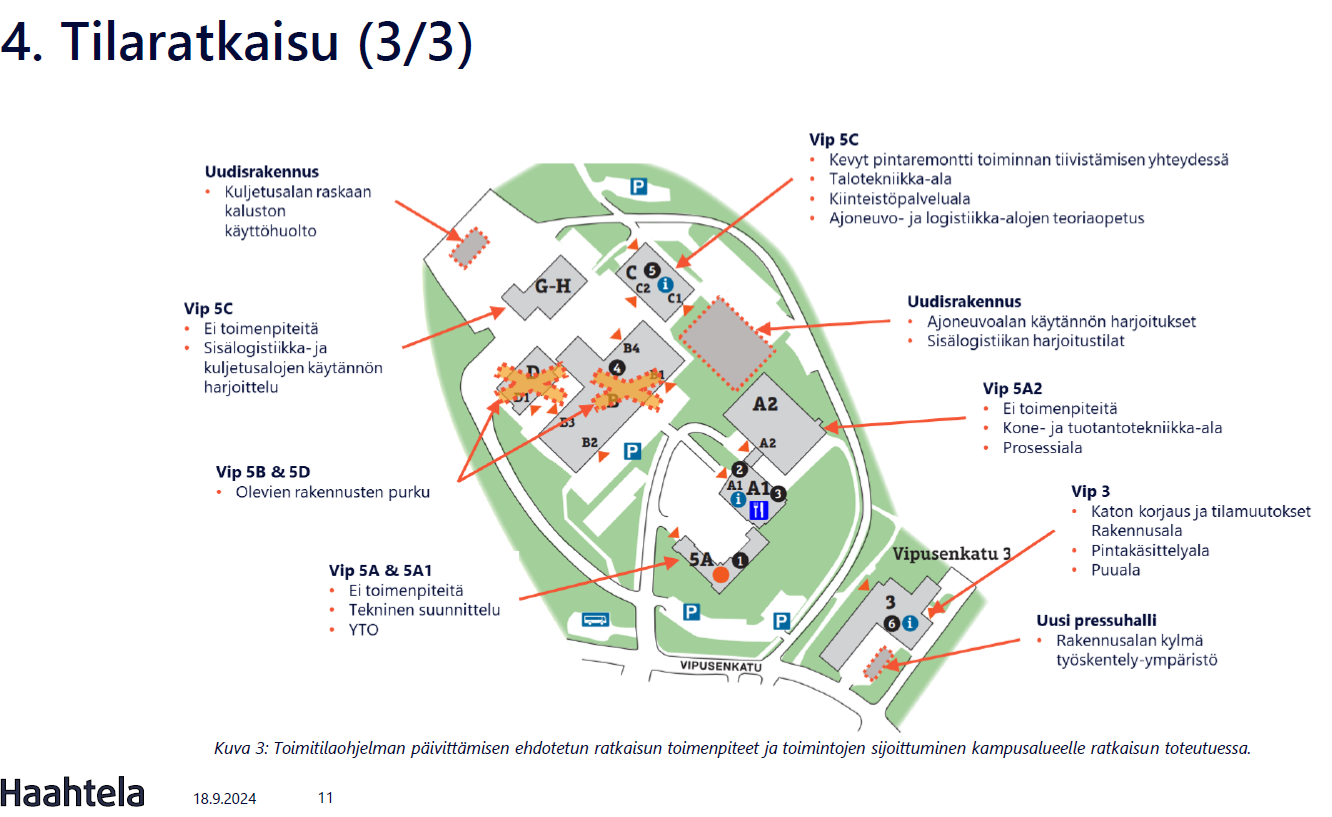 4. Tilaratkaisu (3/3)
Uudisrakennus
• Kuljetusalan raskaan
kaluston
käyttöhuolto
Vip 5C
• Kevyt pintaremontti toiminnan tiivistämisen yhteydessä
• Talotekniikka-ala
• Kiinteistöpalveluala
• Ajoneuvo- ja logistiikka-alojen teoriaopetus
Vip 5C
• Ei toimenpiteitä
• Sisälogistiikka- ja
kuljetusalojen käytännön
harjoittelu
Uudisrakennus
• Ajoneuvoalan käytännön harjoitukset
• Sisälogistiikan harjoitustilat
Vip 5A2
• Ei toimenpiteitä
• Kone- ja tuotantotekniikka-ala
• Prosessiala
Vip 5B & 5D
• Olevien rakennusten purku
Vip 3
• Katon korjaus ja tilamuutokset
Rakennusala
• Pintakäsittelyala
• Puuala
Vip 5A & 5A1
• Ei toimenpiteitä
• Tekninen suunnittelu
• YTO
Uusi pressuhalli
• Rakennusalan kylmä
työskentely-ympäristö
P
C 5 i
C2 C1
G-H
B4
4
B1
B
B3
B2
D
D1
P
A2
A2
2
A1 A1 3
i
5A 1
P
P
Vipusenkatu 3
3
6 i
VIPUSENKATU
Kuva 3: Toimitilaohjelman päivittämisen ehdotetun ratkaisun toimenpiteet ja toimintojen sijoittuminen kampusalueelle ratkaisun toteutuessa.
Haahtela 18.9.2024 11